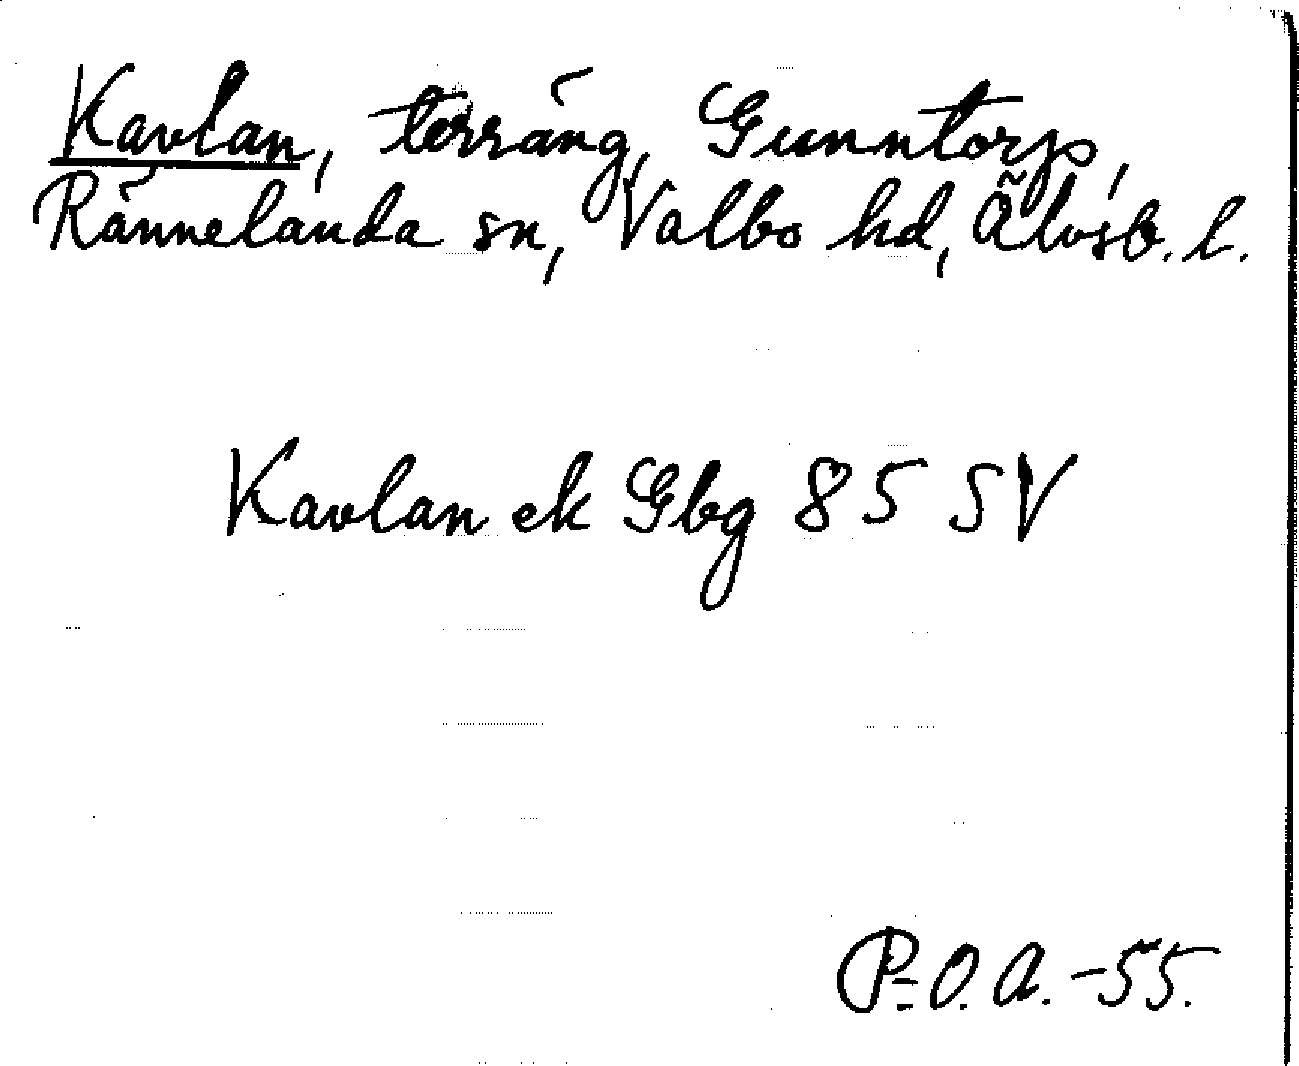 Kavlan, terräng, Gunntorp,
Rännelanda sn, Valbo hd, Älvsb. l.
Kavlan ek Gbg 85 SV
P-O. A. -55.